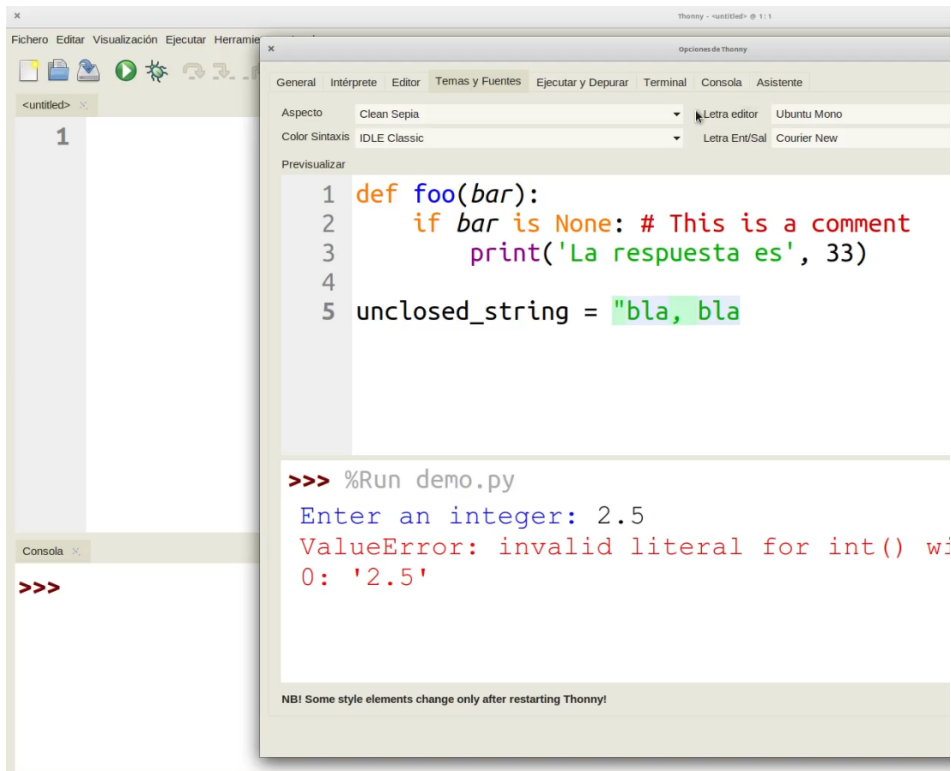 Thonny - <untitled> @ 1:1
Fichero Editar Visualización Ejecutar
Opciones de Thonny
General Intérprete Editor Temas y Fuentes Ejecutar y Depurar Terminal Consola Asistente
<untitled>
1
Aspecto Clean Sepia Letra editor Ubuntu Mono
Color Sintaxis IDLE Classic Letra Ent/Sal Courier New
Previsualizar
1 def foo(bar):
2 if bar is None: # This is a comment
3 print('La respuesta es', 33)
4
5 unclosed_string = "bla, bla
>>> %Run demo.py
Enter an integer: 2.5
ValueError: invalid literal for int() wi
0: '2.5'
Consola
>>>
NB! Some style elements change only after restarting Thonny!